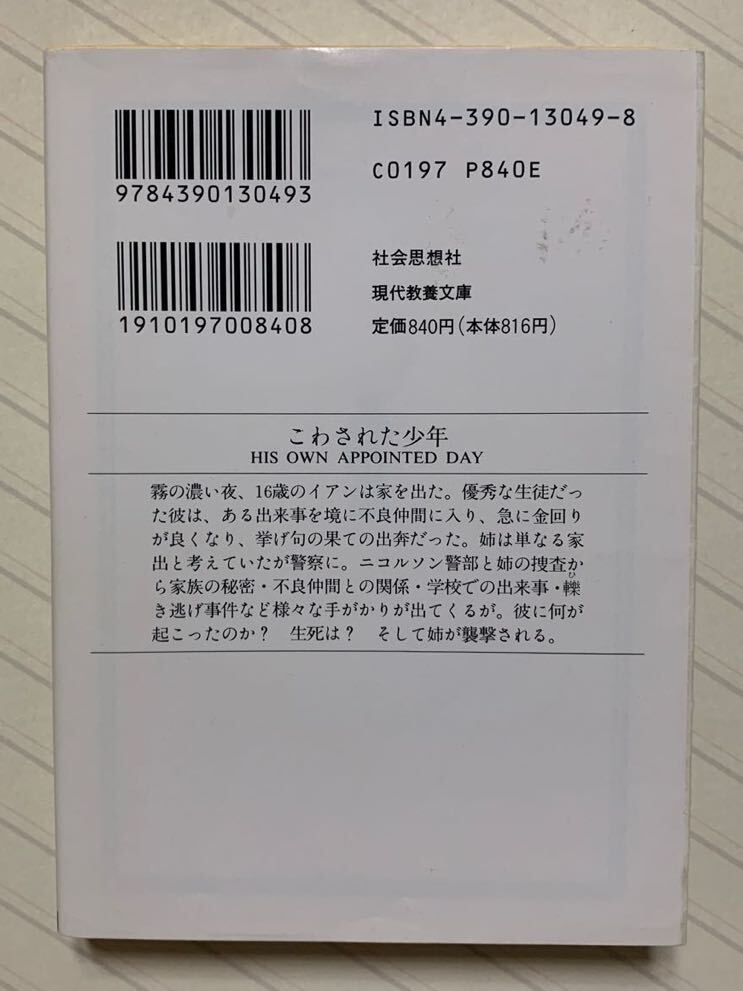 ISBN4-390-13049-8
9784390130493
C0197 P840E
1910197008408
社会思想社
現代教養文庫
定価840円(本体816円)
こわされた少年
HIS OWN APPOINTED DAY
霧の濃い夜、16歳のイアンは家を出た。優秀な生徒だっ
た彼は、ある出来事を境に不良仲間に入り、急に金回り
が良くなり、挙げ句の果ての出奔だった。姉は単なる家
出と考えていたが警察に。ニコルソン警部と姉の捜査か
ら家族の秘密・不良仲間との関係・学校での出来事・轢
ひ
き逃げ事件など様々な手がかりが出てくるが。彼に何が
起こったのか? 生死は? そして姉が襲撃される。